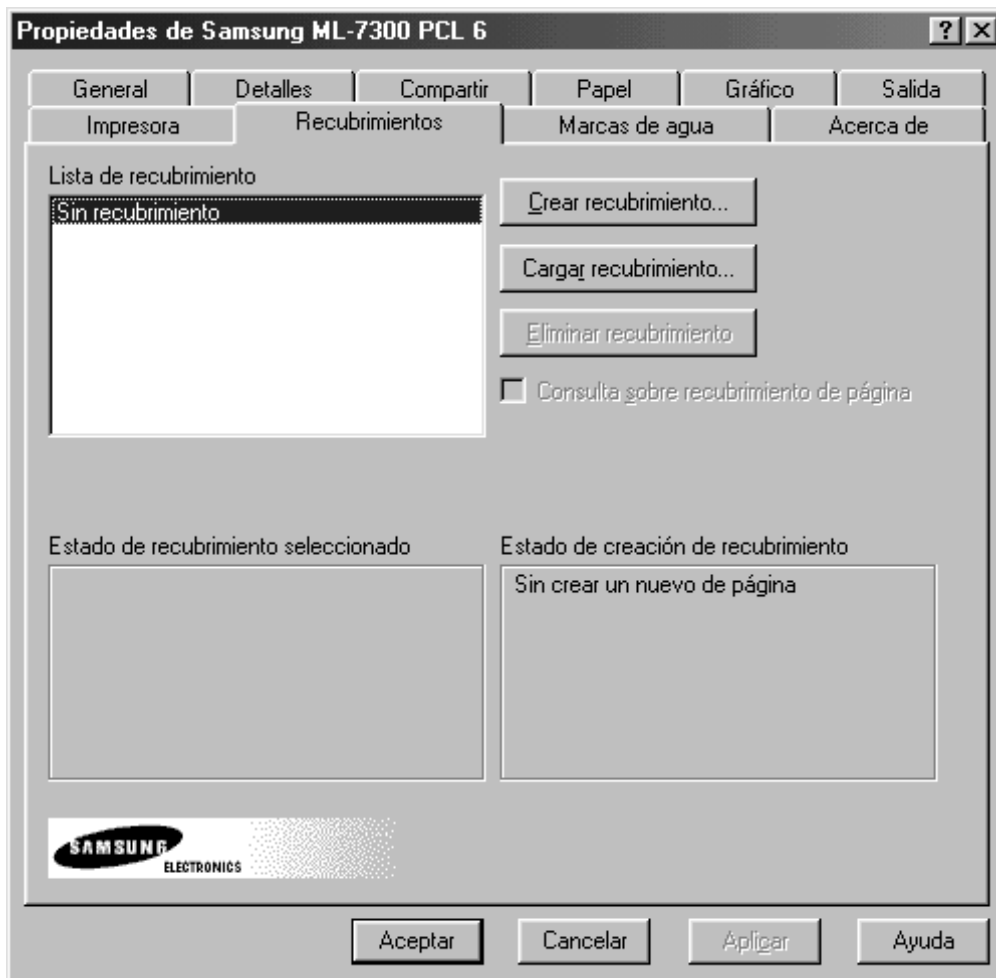 Propiedades de Samsung ML-7300 PCL 6
General Detalles Compartir Papel Gráfico Salida
Impresora Recubrimientos Marcas de agua Acerca de
Lista de recubrimiento
Sin recubrimiento
Crear recubrimiento...
Cargar recubrimiento...
Eliminar recubrimiento
Consulta sobre recubrimiento de página
Estado de recubrimiento seleccionado
Estado de creación de recubrimiento
Sin crear un nuevo de página
SAMSUNG
ELECTRONICS
Aceptar Cancelar Aplicar Ayuda